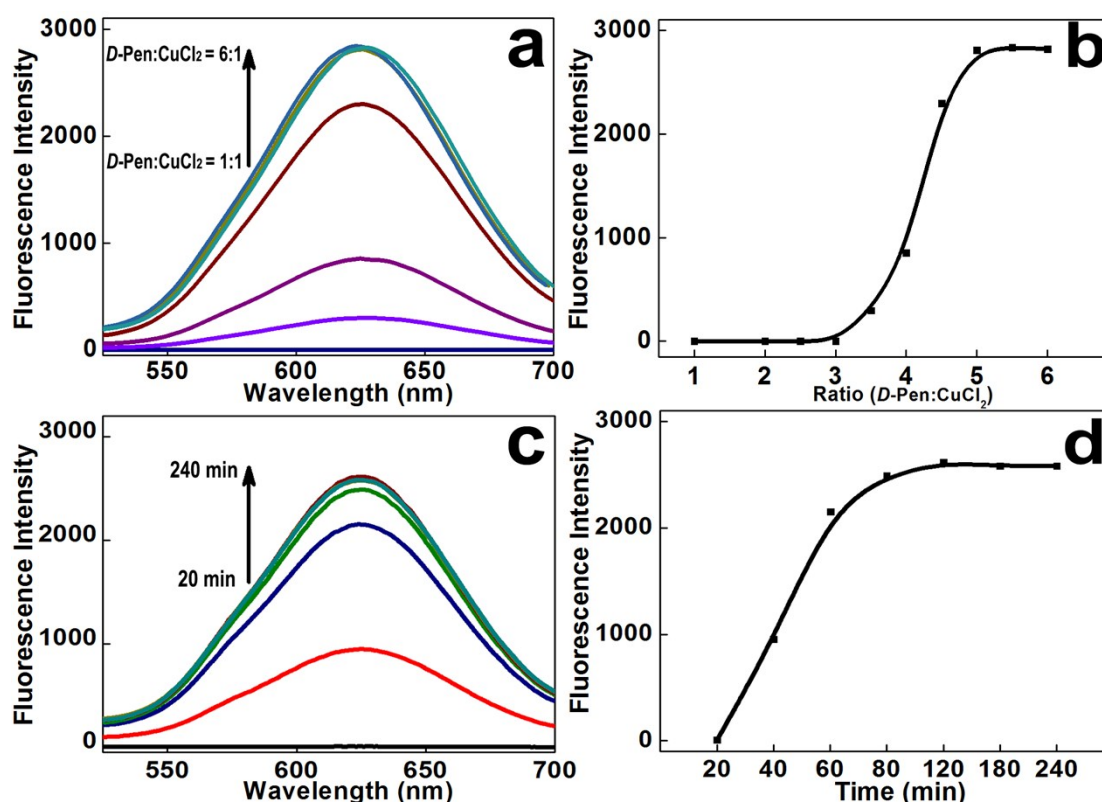 a
3000
2000
1000
0
Fluorescence Intensity
D-Pen:CuCl₂ = 6:1
D-Pen:CuCl₂ = 1:1
550 600 650 700
Wavelength (nm)
b
3000
2000
1000
0
Fluorescence Intensity
1 2 3 4 5 6
Ratio (D-Pen:CuCl₂)
c
3000
2000
1000
0
Fluorescence Intensity
240 min
20 min
550 600 650 700
Wavelength (nm)
d
3000
2000
1000
0
Fluorescence Intensity
20 40 60 80 120 180 240
Time (min)